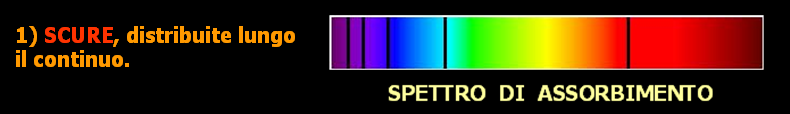 1) SCURE, distribuite lungo
il continuo.
SPETTRO DI ASSORBIMENTO